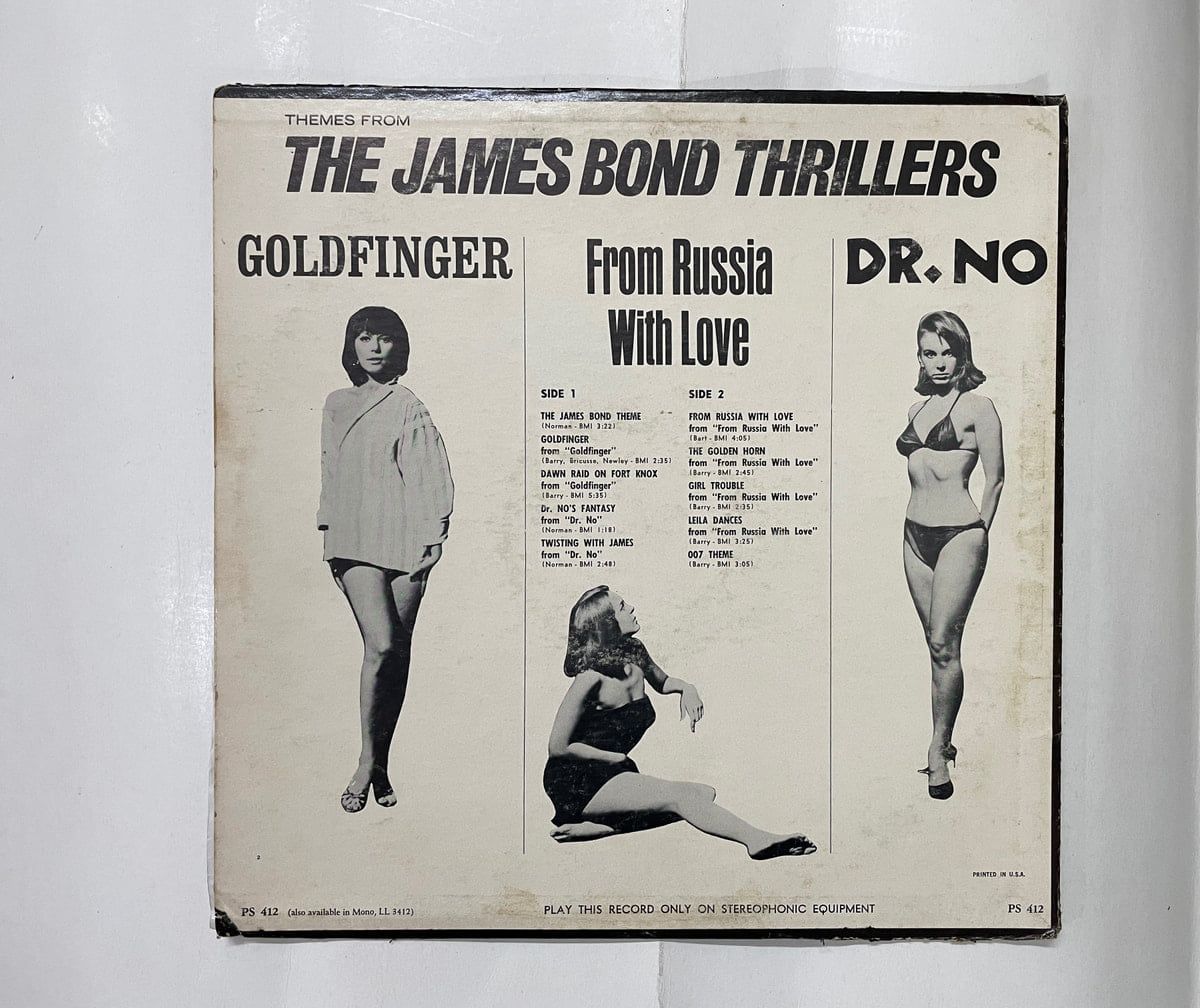 THEMES FROM
THE JAMES BOND THRILLERS
GOLDFINGER
From Russia
With Love
DR. NO
SIDE 1
THE JAMES BOND THEME
(Norman - BMI 3:22)
GOLDFINGER
from "Goldfinger"
(Barry, Bricusse, Newley - BMI 2:35)
DAWN RAID ON FORT KNOX
from "Goldfinger"
(Barry - BMI 5:35)
Dr. NO'S FANTASY
from "Dr. No"
(Norman - BMI 1:18)
TWISTING WITH JAMES
from "Dr. No"
(Norman - BMI 2:48)
SIDE 2
FROM RUSSIA WITH LOVE
from "From Russia With Love"
(Bart - BMI 4:05)
THE GOLDEN HORN
from "From Russia With Love"
(Barry - BMI 2:45)
GIRL TROUBLE
from "From Russia With Love"
(Barry - BMI 2:35)
LEILA DANCES
from "From Russia With Love"
(Barry - BMI 3:25)
007 THEME
(Barry - BMI 3:05)
2
PRINTED IN U.S.A.
PS 412 (also available in Mono, LL 3412)
PLAY THIS RECORD ONLY ON STEREOPHONIC EQUIPMENT
PS 412